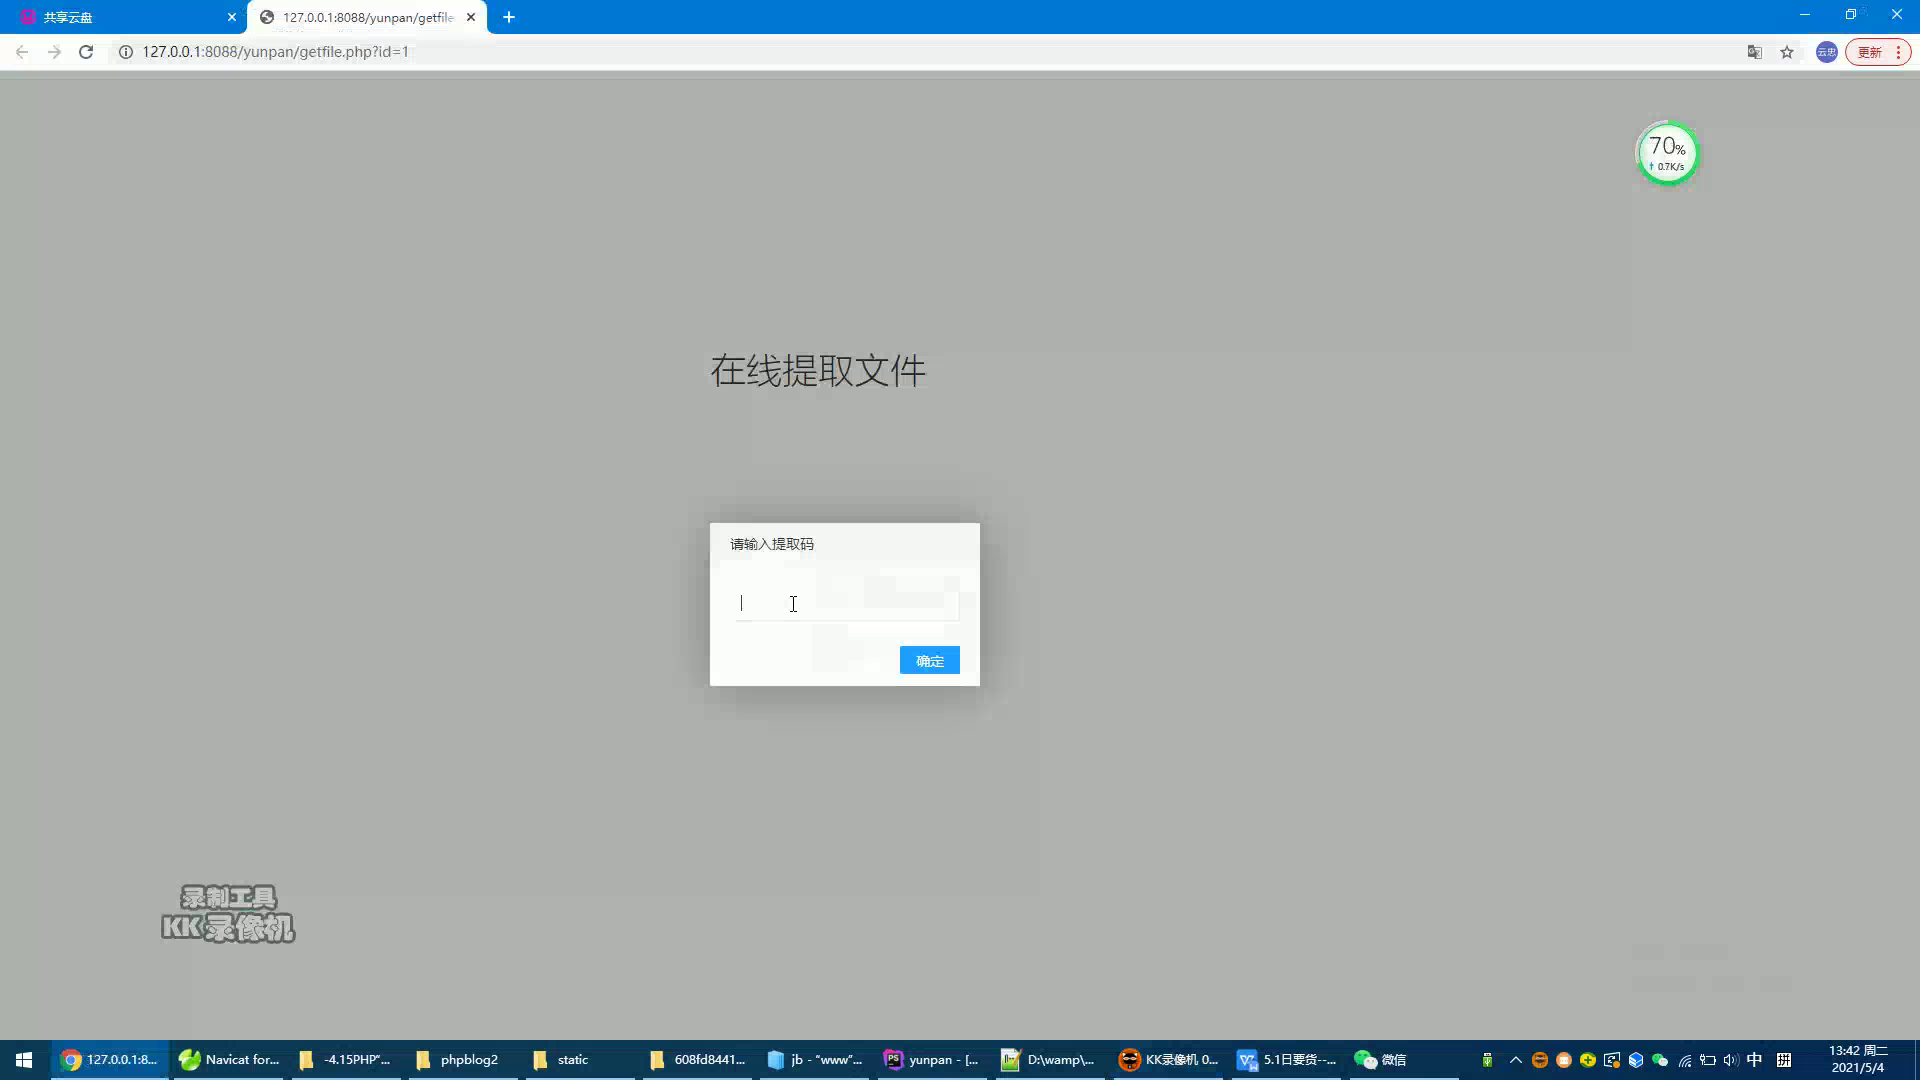 共享云盘
127.0.0.1:8088/yunpan/getfile
127.0.0.1:8088/yunpan/getfile.php?id=1
云忠
更新
70%
↑ 0.7K/s
在线提取文件
请输入提取码
确定
录制工具
KK 录像机
127.0.0.1:8...
Navicat for...
-4.15PHP“...
phpblog2
static
608fd8441...
jb - “www”...
yunpan - [...
D:\wamp\...
KK录像机 0...
5.1日要货--...
微信
中
拼
13:42 周二
2021/5/4